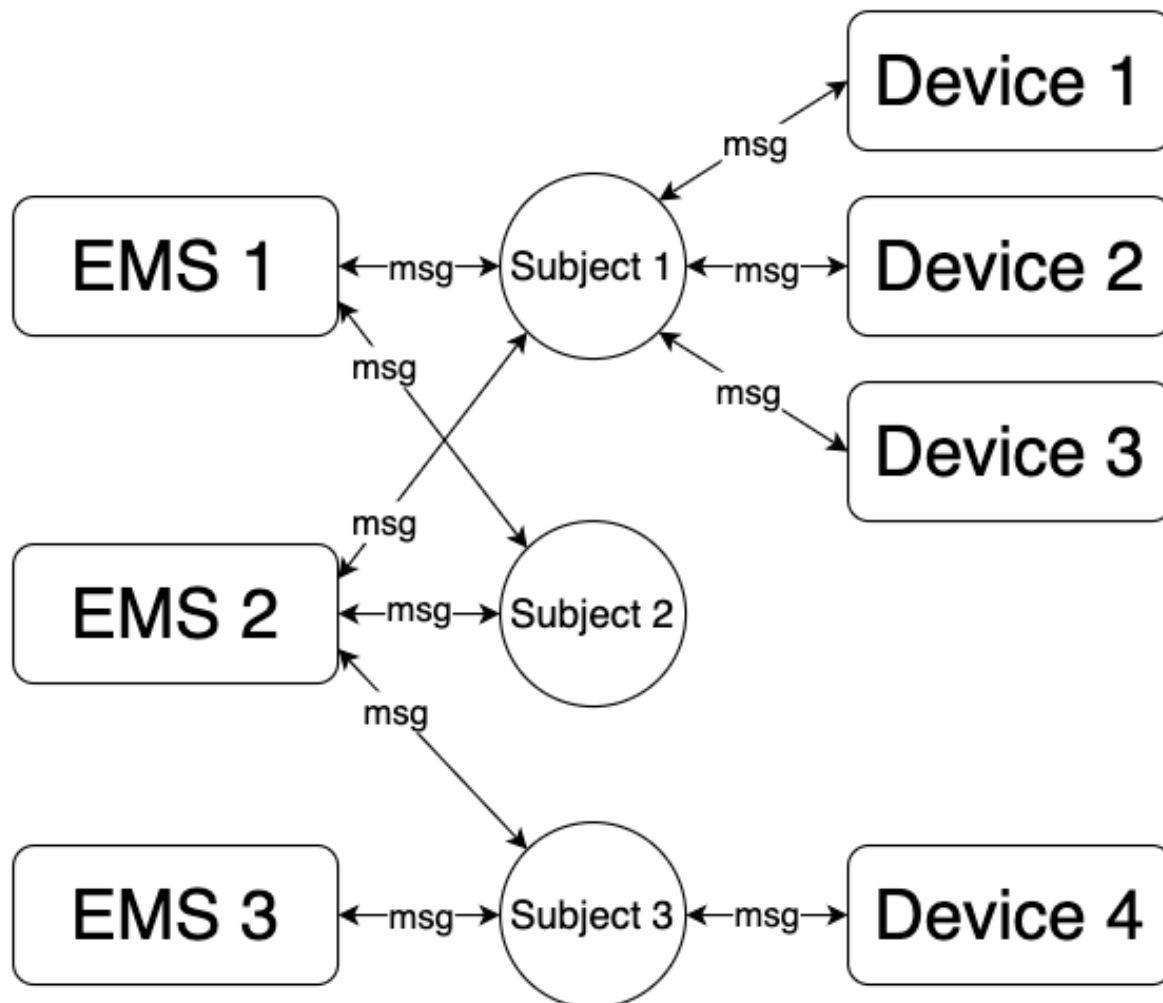 Device 1
msg
EMS 1
msg
Subject 1
msg
Device 2
msg
msg
Device 3
msg
EMS 2
msg
Subject 2
msg
EMS 3
msg
Subject 3
msg
Device 4